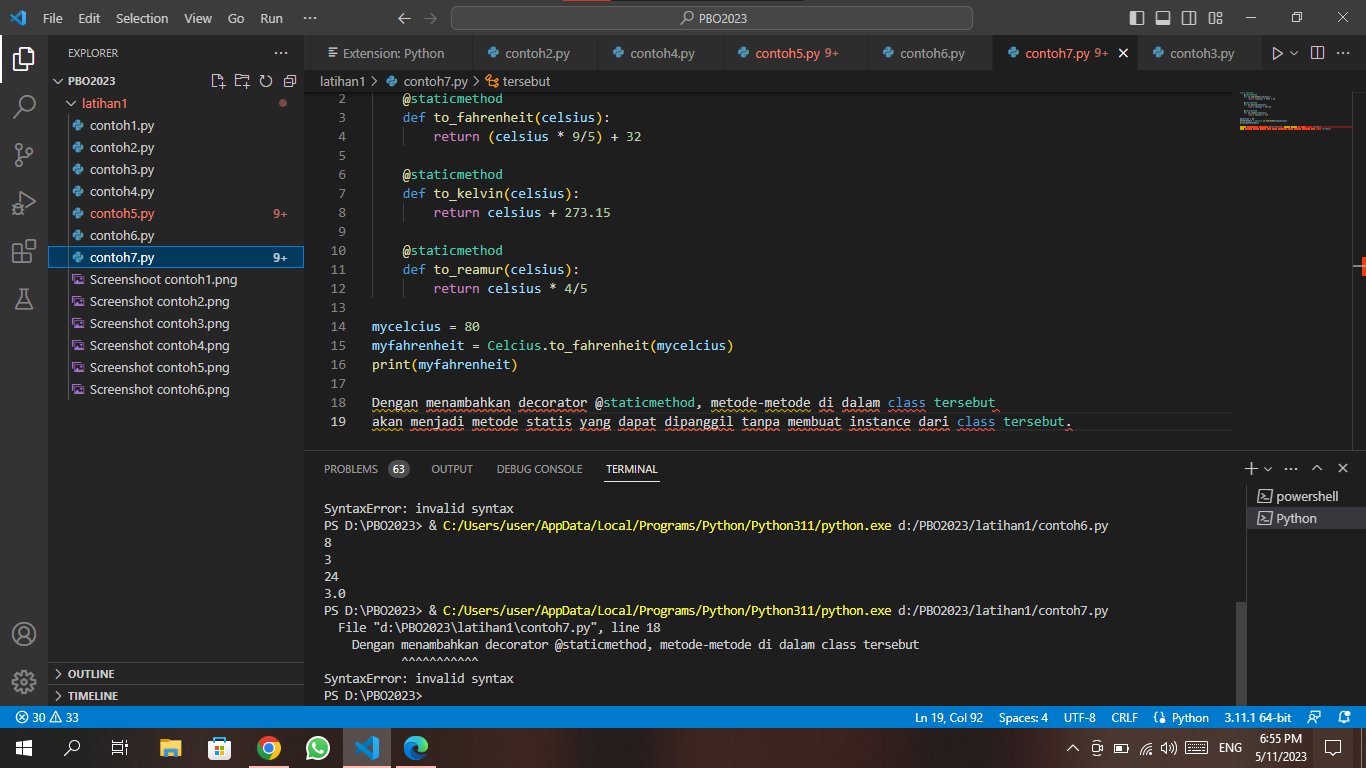 File Edit Selection View Go Run ··· PBO2023
EXPLORER ···
PBO2023
latihan1
contoh1.py
contoh2.py
contoh3.py
contoh4.py
contoh5.py 9+
contoh6.py
contoh7.py 9+
Screenshoot contoh1.png
Screenshot contoh2.png
Screenshot contoh3.png
Screenshot contoh4.png
Screenshot contoh5.png
Screenshot contoh6.png
OUTLINE
TIMELINE
Extension: Python contoh2.py contoh4.py contoh5.py 9+ contoh6.py contoh7.py 9+ contoh3.py
latihan1 > contoh7.py > tersebut
2 @staticmethod
3 def to_fahrenheit(celsius):
4 return (celsius * 9/5) + 32
5
6 @staticmethod
7 def to_kelvin(celsius):
8 return celsius + 273.15
9
10 @staticmethod
11 def to_reamur(celsius):
12 return celsius * 4/5
13
14 mycelcius = 80
15 myfahrenheit = Celcius.to_fahrenheit(mycelcius)
16 print(myfahrenheit)
17
18 Dengan menambahkan decorator @staticmethod, metode-metode di dalam class tersebut
19 akan menjadi metode statis yang dapat dipanggil tanpa membuat instance dari class tersebut.
PROBLEMS 63 OUTPUT DEBUG CONSOLE TERMINAL
SyntaxError: invalid syntax
PS D:\PBO2023> & C:/Users/user/AppData/Local/Programs/Python/Python311/python.exe d:/PBO2023/latihan1/contoh6.py
8
3
24
3.0
PS D:\PBO2023> & C:/Users/user/AppData/Local/Programs/Python/Python311/python.exe d:/PBO2023/latihan1/contoh7.py
File "d:\PBO2023\latihan1\contoh7.py", line 18
Dengan menambahkan decorator @staticmethod, metode-metode di dalam class tersebut
^^^^^^^^^^^
SyntaxError: invalid syntax
PS D:\PBO2023>
powershell
Python
30 33 Ln 19, Col 92 Spaces: 4 UTF-8 CRLF Python 3.11.1 64-bit
ENG 6:55 PM
5/11/2023